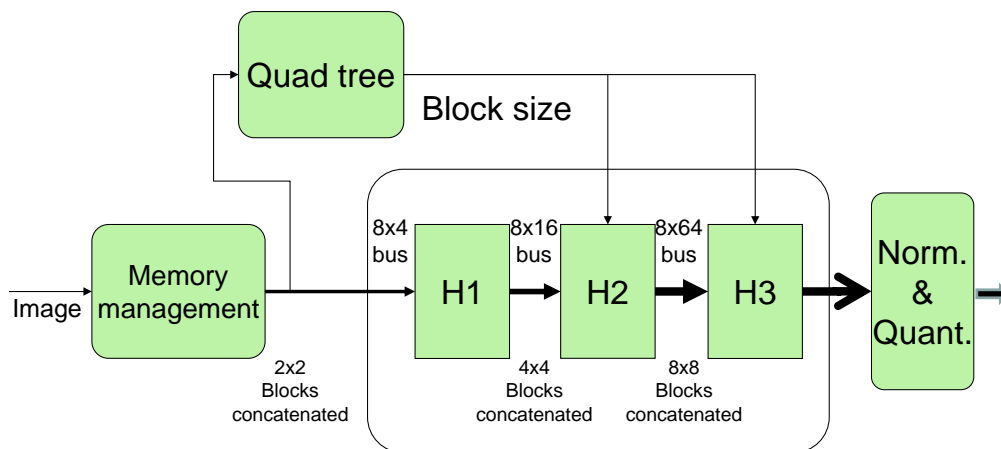 Quad tree
Block size
8x4
bus
8x16
bus
8x64
bus
Image
Memory
management
H1
H2
H3
Norm.
&
Quant.
2x2
Blocks
concatenated
4x4
Blocks
concatenated
8x8
Blocks
concatenated